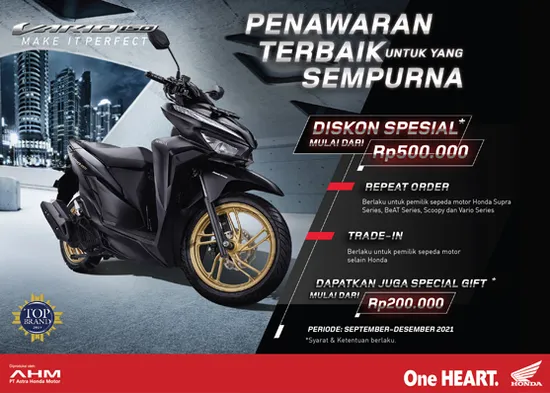 VARIO 150
MAKE IT PERFECT
PENAWARAN
TERBAIK UNTUK YANG
SEMPURNA
DISKON SPESIAL*
MULAI DARI Rp500.000
REPEAT ORDER
Berlaku untuk pemilik sepeda motor Honda Supra
Series, BeAT Series, Scoopy dan Vario Series
TRADE-IN
Berlaku untuk pemilik sepeda motor
selain Honda
DAPATKAN JUGA SPECIAL GIFT *
MULAI DARI Rp200.000
PERIODE: SEPTEMBER-DESEMBER 2021
*Syarat & Ketentuan berlaku.
TOP
BRAND
AHM
PT Astra Honda Motor
One HEART.
HONDA